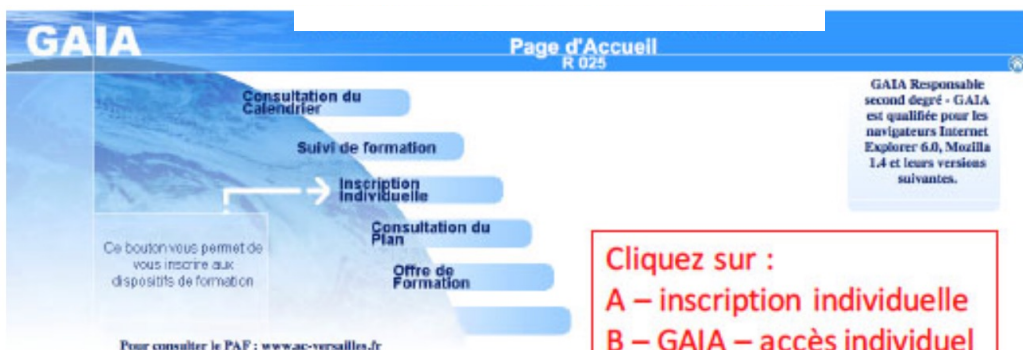 GAIA
Page d'Accueil
R 025
GAIA Responsable
second degré - GAIA
est qualifiée pour les
navigateurs Internet
Explorer 6.0, Mozilla
1.4 et leurs versions
suivantes.
Consultation du
Calendrier
Suivi de formation
Inscription
Individuelle
Consultation du
Plan
Offre de
Formation
Ce bouton vous permet de
vous inscrire aux
dispositifs de formation
Pour consulter le PAF : www.ac-versailles.fr
Cliquez sur :
A – inscription individuelle
B – GAIA – accès individuel